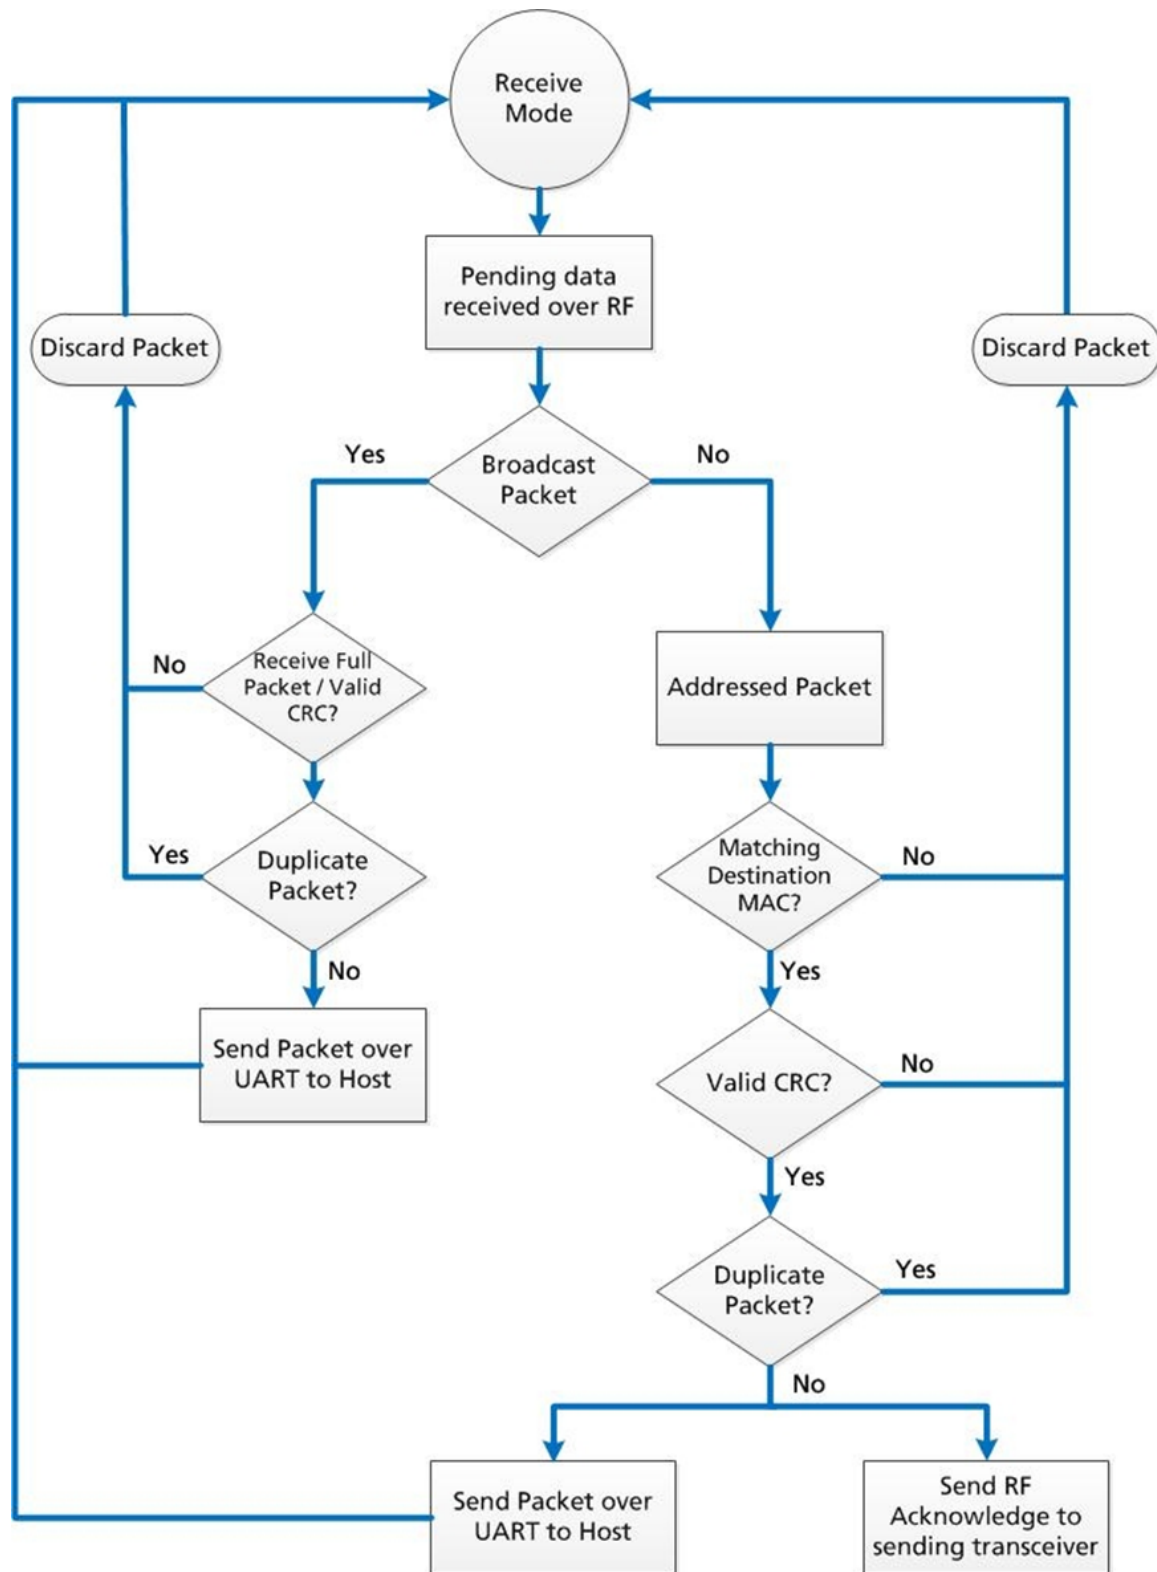 Receive
Mode
Pending data
received over RF
Discard Packet
Discard Packet
Yes
Broadcast
Packet
No
No
Receive Full
Packet / Valid
CRC?
Addressed Packet
Yes
Duplicate
Packet?
Matching
Destination
MAC?
No
No
Yes
Send Packet over
UART to Host
Valid CRC?
No
Yes
Duplicate
Packet?
Yes
No
Send Packet over
UART to Host
Send RF
Acknowledge to
sending transceiver